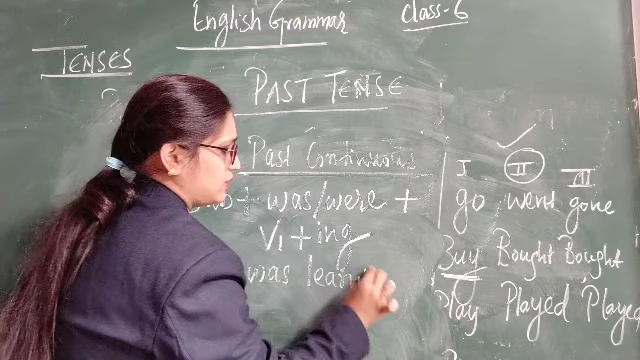 English Grammar
class-6
TENSES
PAST TENSE
Past Continuous
was/were +
V1 + ing
was lear
I II III
go went gone
Buy Bought Bought
Play Played Played